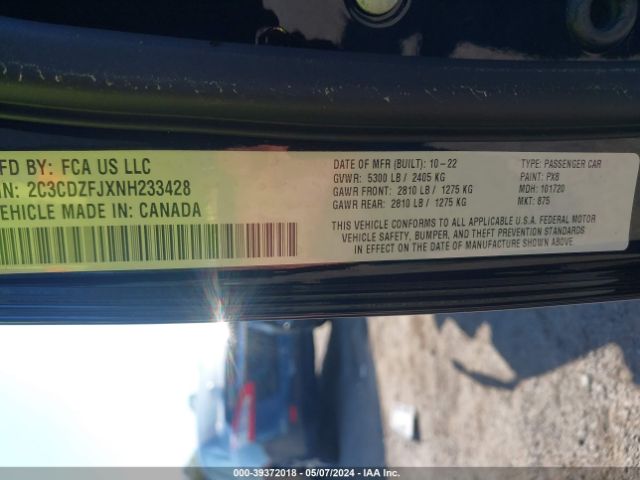 MFD BY: FCA US LLC
VIN: 2C3CDZFJXNH233428
VEHICLE MADE IN: CANADA
DATE OF MFR (BUILT): 10-22
GVWR: 5300 LB / 2405 KG
GAWR FRONT: 2810 LB / 1275 KG
GAWR REAR: 2810 LB / 1275 KG
TYPE: PASSENGER CAR
PAINT: PX8
MDH: 101720
MKT: 875
THIS VEHICLE CONFORMS TO ALL APPLICABLE U.S.A. FEDERAL MOTOR
VEHICLE SAFETY, BUMPER, AND THEFT PREVENTION STANDARDS
IN EFFECT ON THE DATE OF MANUFACTURE SHOWN ABOVE.
000-39372018 - 05/07/2024 - IAA Inc.